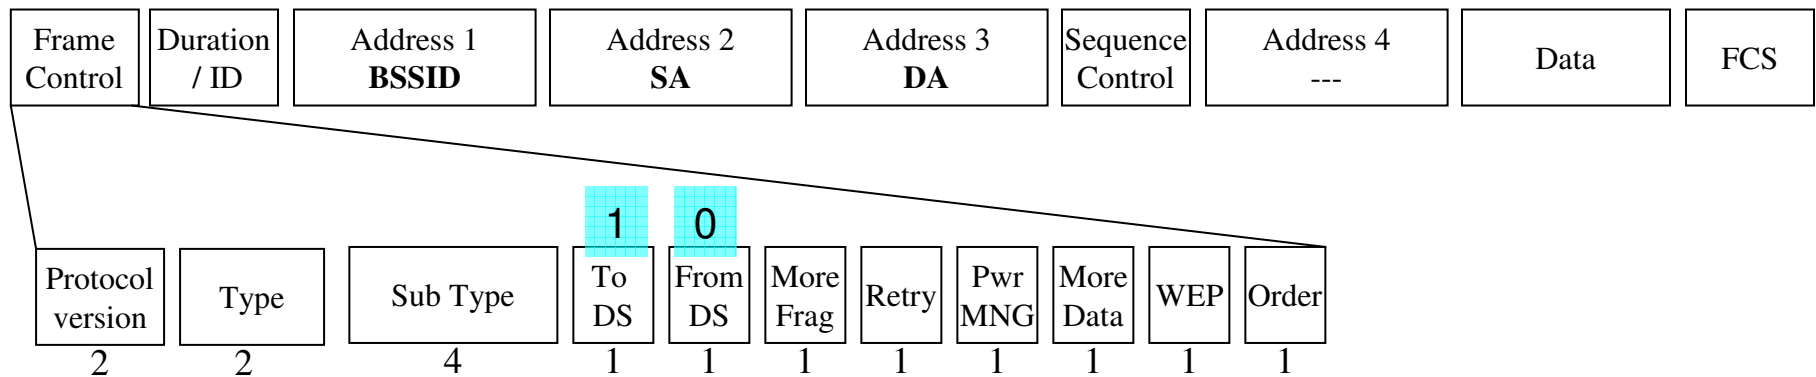 Frame
Control
Duration
/ ID
Address 1
BSSID
Address 2
SA
Address 3
DA
Sequence
Control
Address 4
---
Data
FCS
1
0
Protocol
version
Type
Sub Type
To
DS
From
DS
More
Frag
Retry
Pwr
MNG
More
Data
WEP
Order
2
2
4
1
1
1
1
1
1
1
1